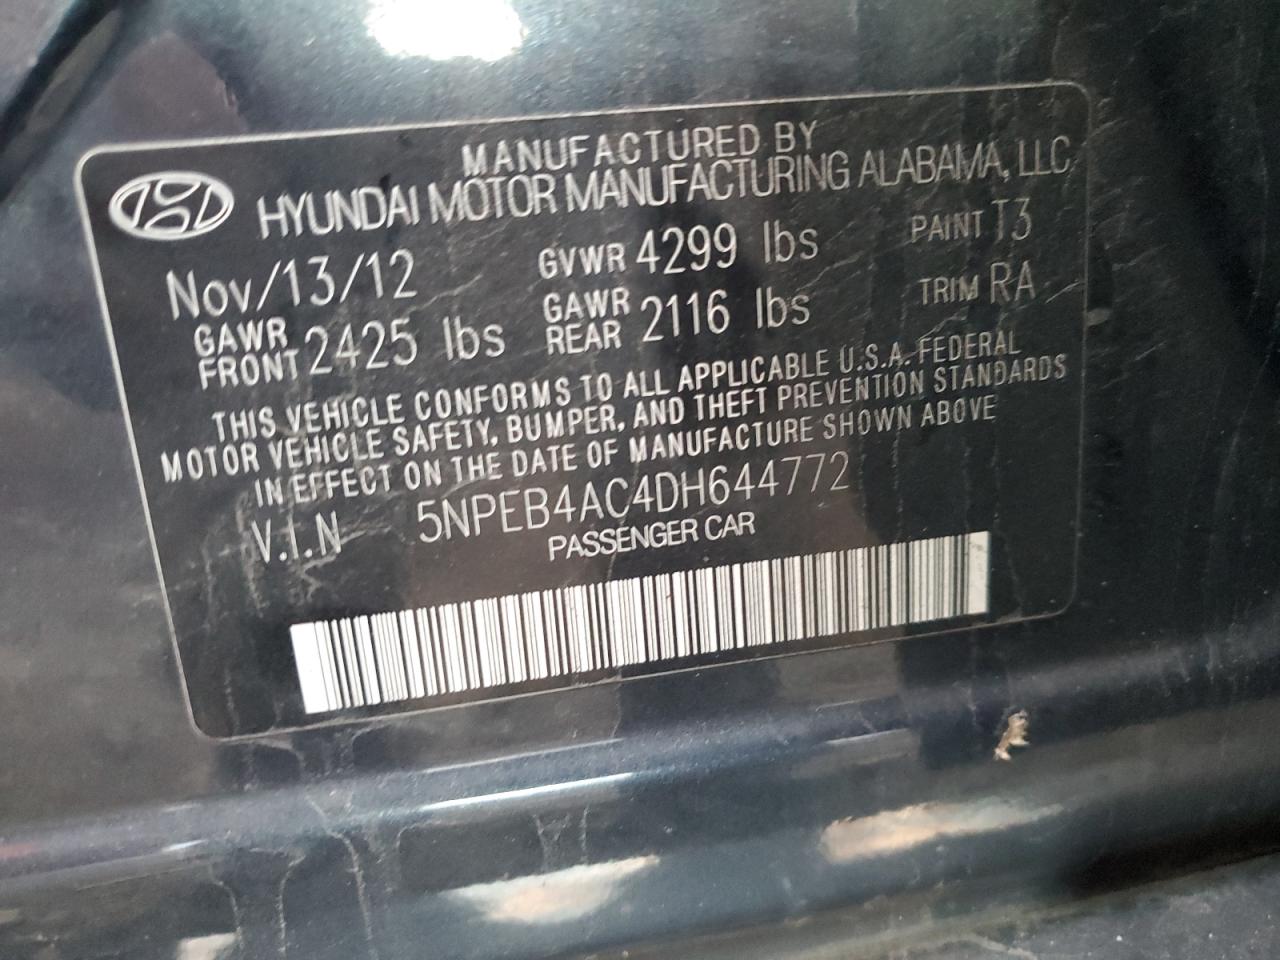 MANUFACTURED BY
HYUNDAI MOTOR MANUFACTURING ALABAMA, LLC
Nov/13/12 GVWR 4299 lbs PAINT T3
GAWR FRONT 2425 lbs GAWR REAR 2116 lbs TRIM RA
THIS VEHICLE CONFORMS TO ALL APPLICABLE U.S.A. FEDERAL
MOTOR VEHICLE SAFETY, BUMPER, AND THEFT PREVENTION STANDARDS
IN EFFECT ON THE DATE OF MANUFACTURE SHOWN ABOVE
V.I.N 5NPEB4AC4DH644772
PASSENGER CAR